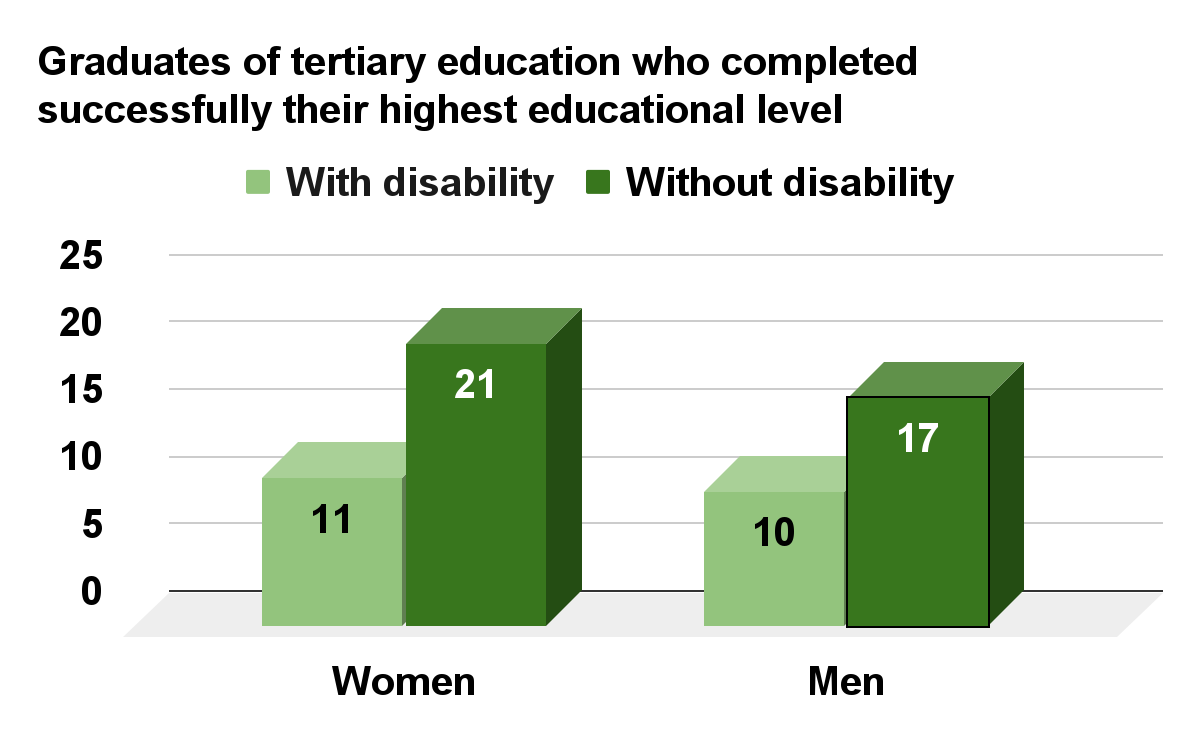 Graduates of tertiary education who completed
successfully their highest educational level
With disability Without disability
25
20
15
10
5
0
11
21
10
17
Women Men